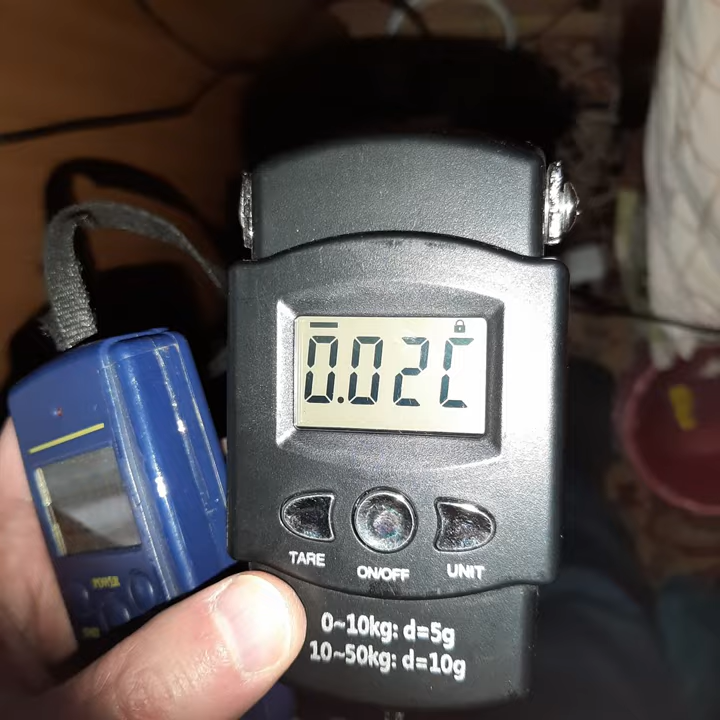 0.02C
TARE ON/OFF UNIT
0~10kg: d=5g
10~50kg: d=10g
POWER